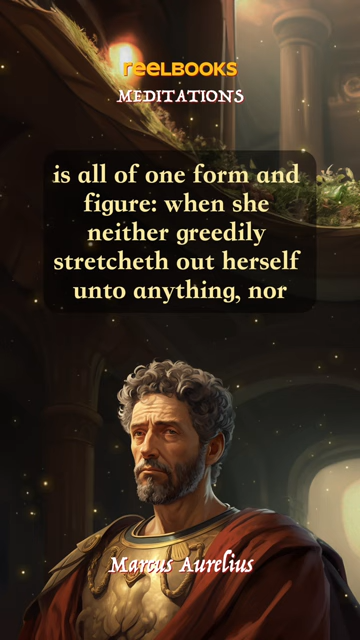 reelbooks
MEDITATIONS
is all of one form and
figure: when she
neither greedily
stretcheth out herself
unto anything, nor
Marcus Aurelius